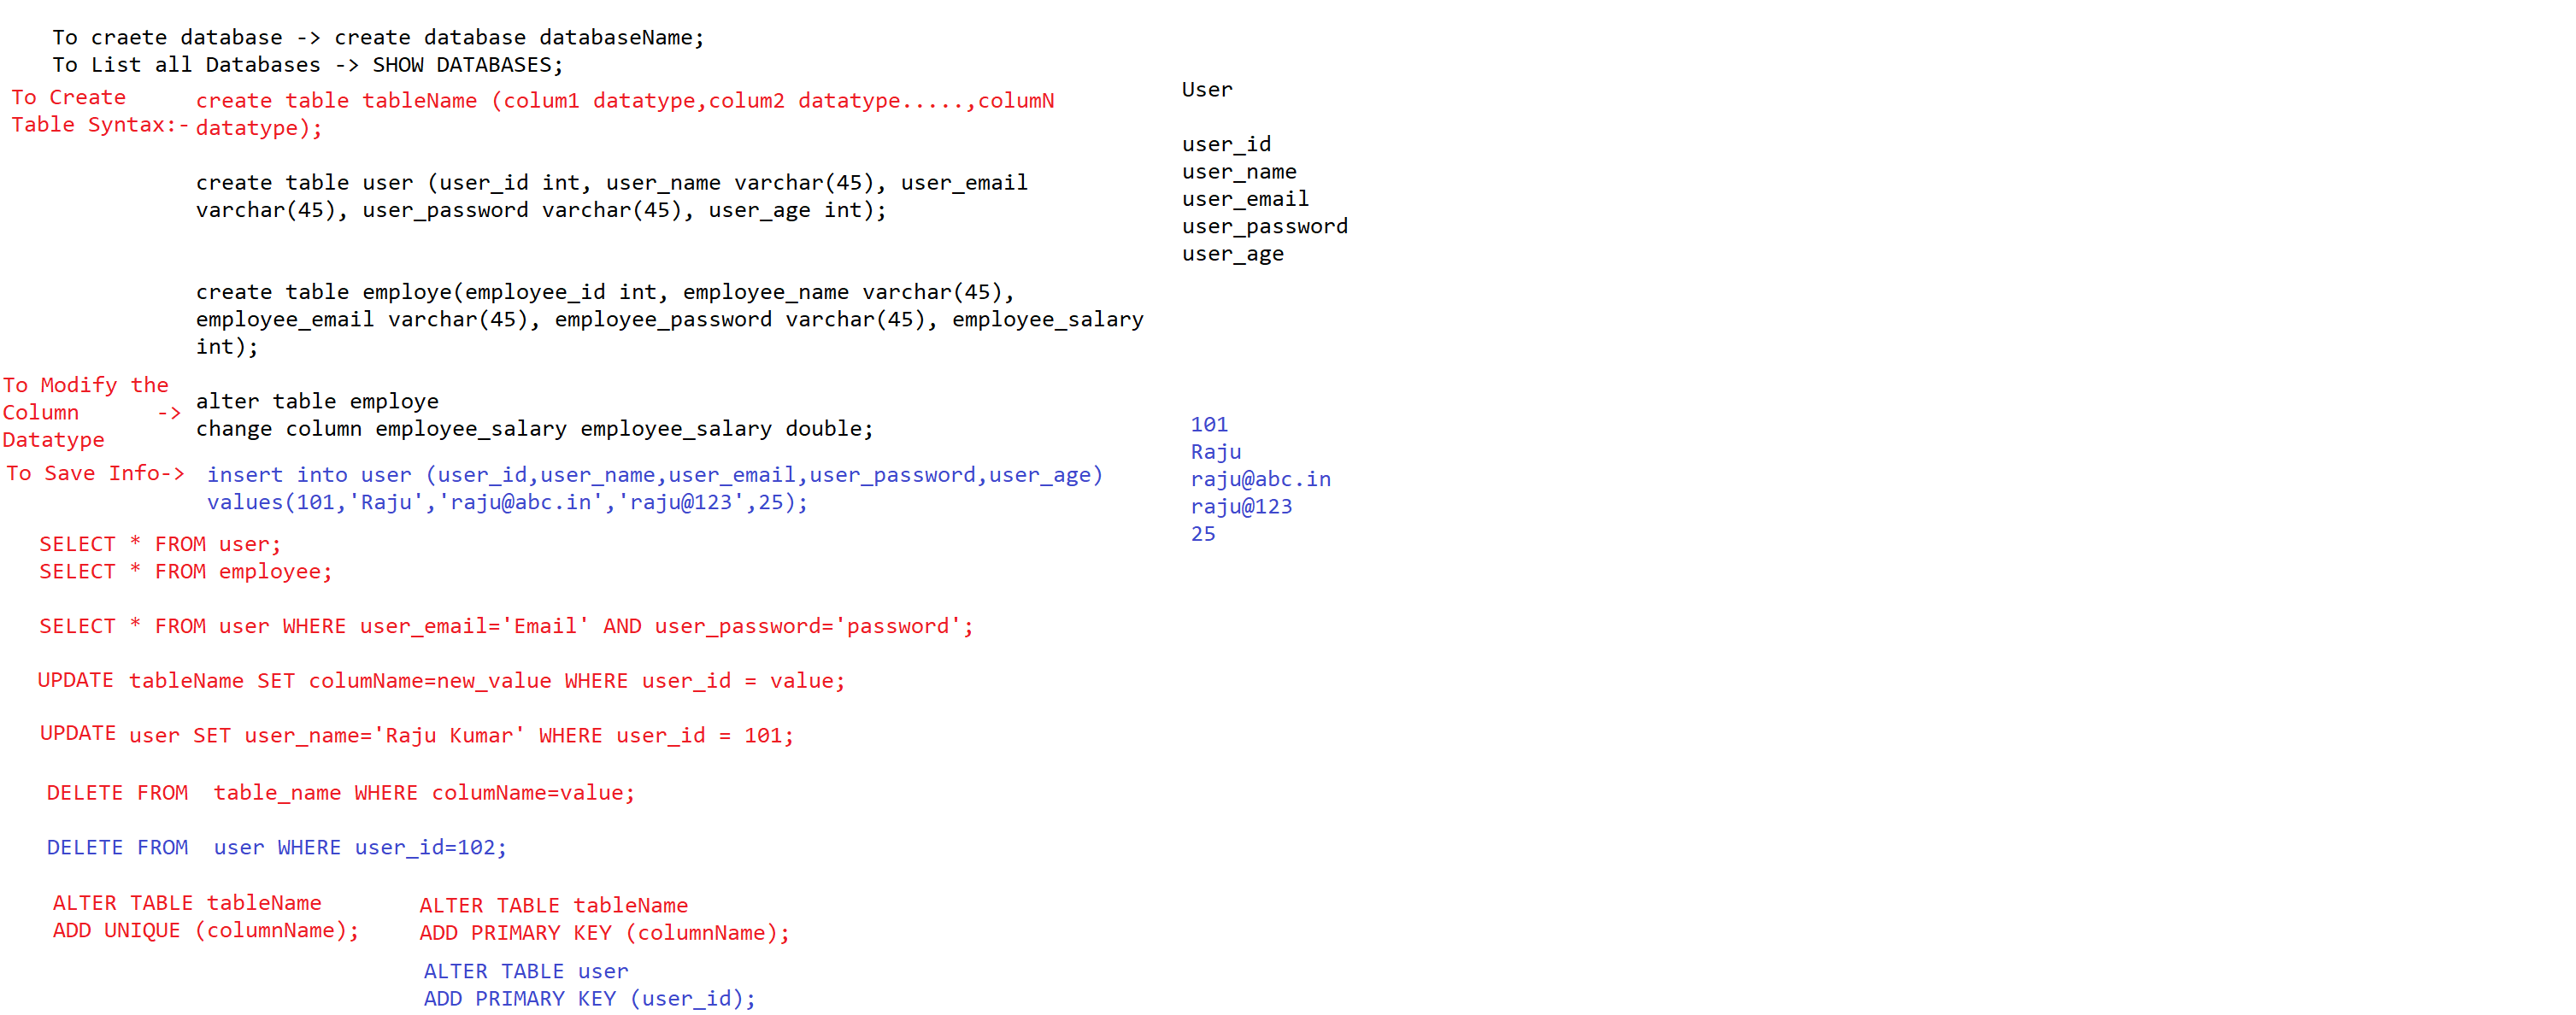 To craete database -> create database databaseName;
To List all Databases -> SHOW DATABASES;
To Create
Table Syntax:-
create table tableName (colum1 datatype,colum2 datatype.....,columN
datatype);
create table user (user_id int, user_name varchar(45), user_email
varchar(45), user_password varchar(45), user_age int);
create table employe(employee_id int, employee_name varchar(45),
employee_email varchar(45), employee_password varchar(45), employee_salary
int);
User
user_id
user_name
user_email
user_password
user_age
To Modify the
Column      ->
Datatype
alter table employe
change column employee_salary employee_salary double;
To Save Info->
insert into user (user_id,user_name,user_email,user_password,user_age)
values(101,'Raju','raju@abc.in','raju@123',25);
101
Raju
raju@abc.in
raju@123
25
SELECT * FROM user;
SELECT * FROM employee;
SELECT * FROM user WHERE user_email='Email' AND user_password='password';
UPDATE tableName SET columName=new_value WHERE user_id = value;
UPDATE user SET user_name='Raju Kumar' WHERE user_id = 101;
DELETE FROM  table_name WHERE columName=value;
DELETE FROM  user WHERE user_id=102;
ALTER TABLE tableName
ADD UNIQUE (columnName);
ALTER TABLE tableName
ADD PRIMARY KEY (columnName);
ALTER TABLE user
ADD PRIMARY KEY (user_id);